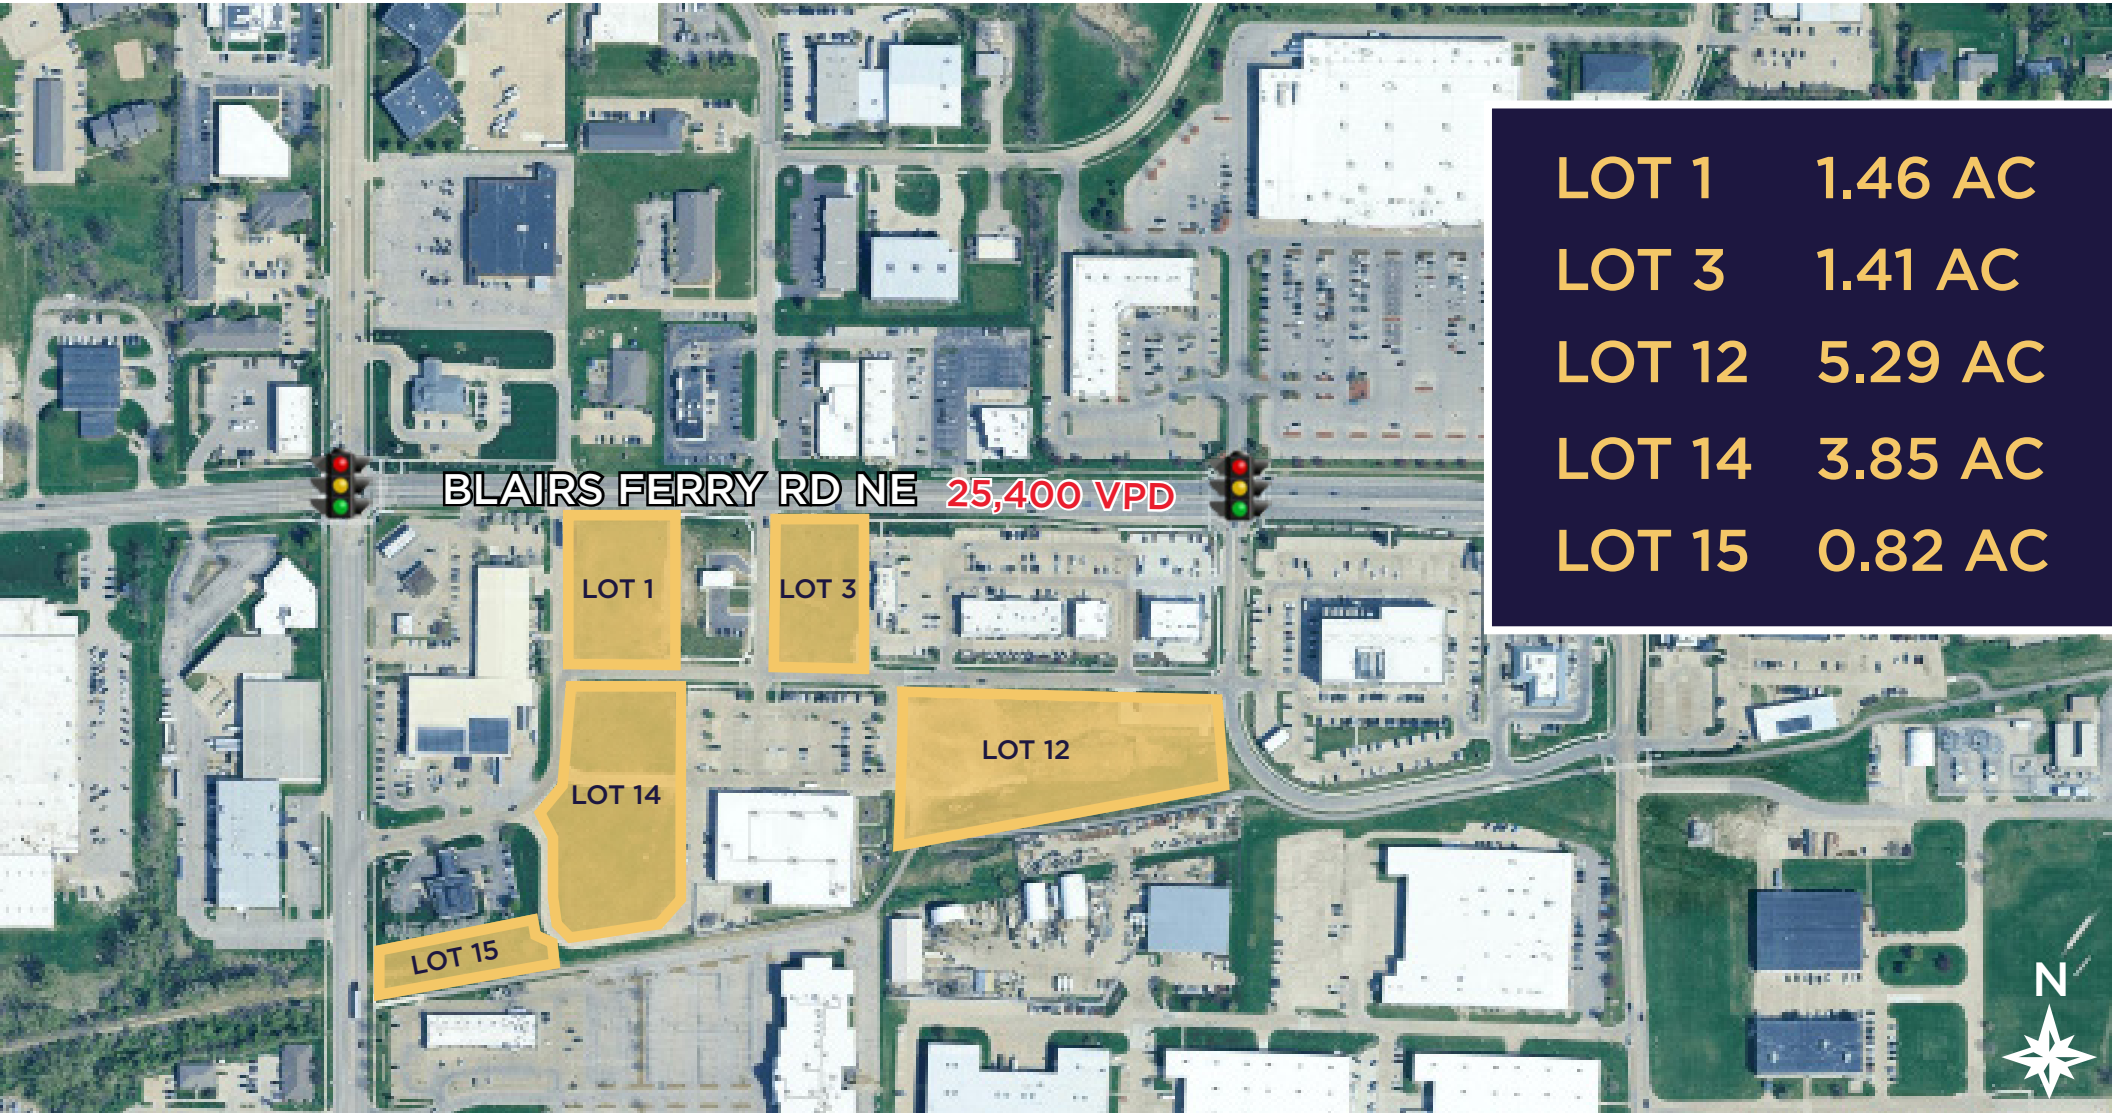 LOT 1 1.46 AC
LOT 3 1.41 AC
LOT 12 5.29 AC
LOT 14 3.85 AC
LOT 15 0.82 AC
BLAIRS FERRY RD NE 25,400 VPD
LOT 1
LOT 3
LOT 12
LOT 14
LOT 15
N